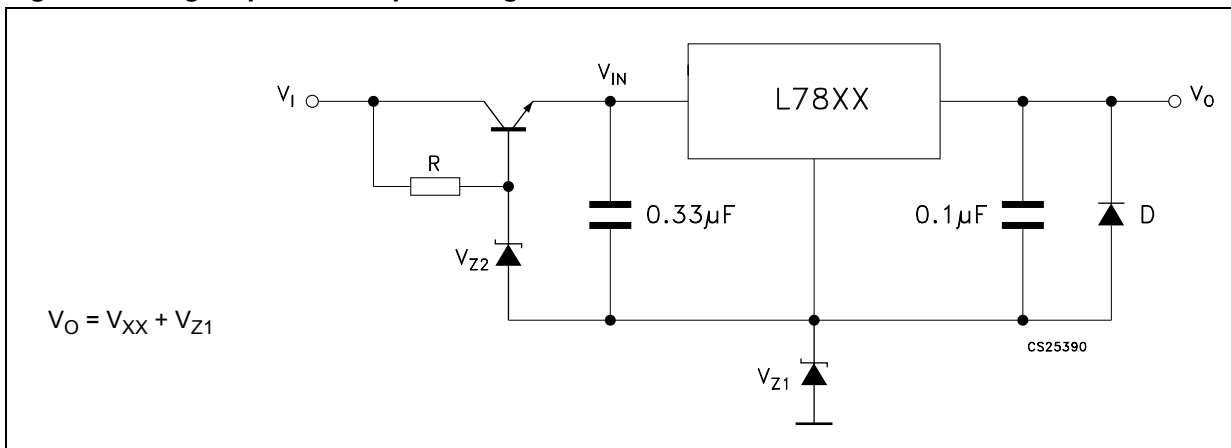 V_I
V_IN
L78XX
V_O
R
0.33µF
0.1µF
D
V_Z2
V_O = V_XX + V_Z1
CS25390
V_Z1